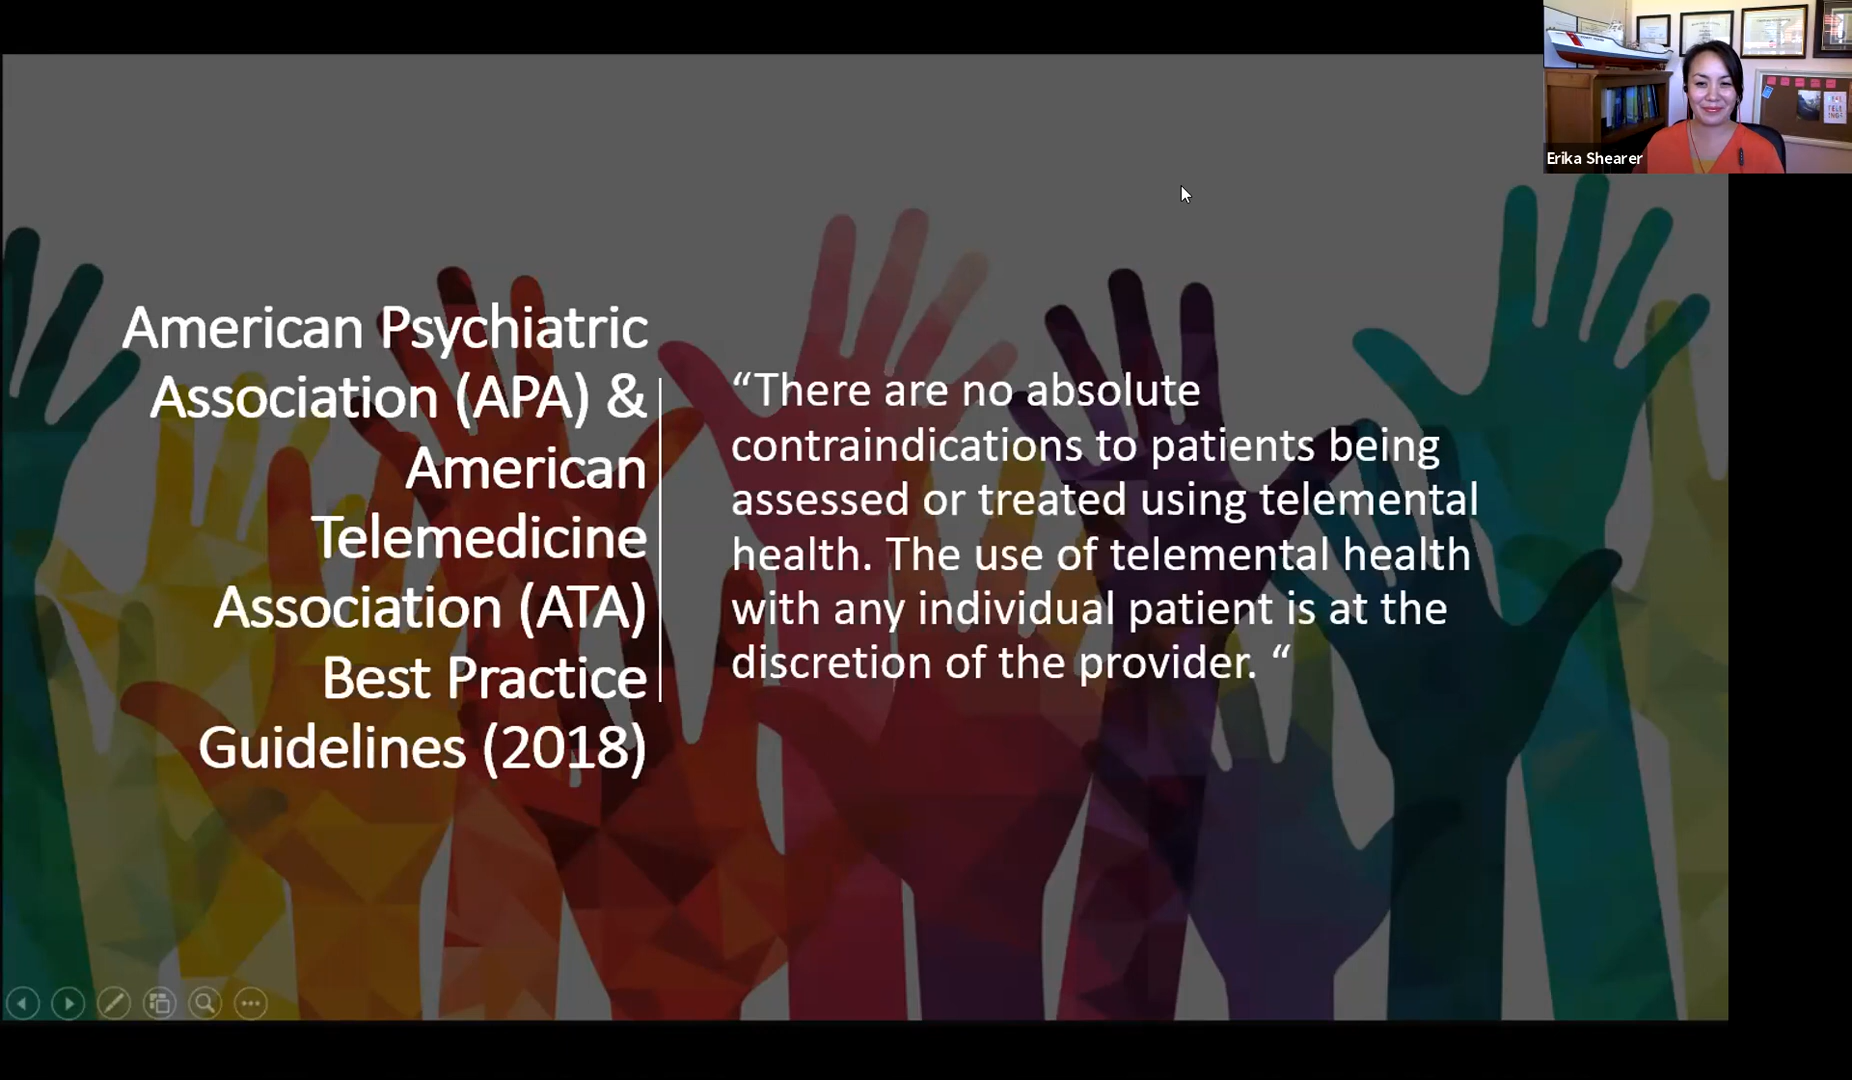 Erika Shearer
American Psychiatric
Association (APA) &
American
Telemedicine
Association (ATA)
Best Practice
Guidelines (2018)
“There are no absolute
contraindications to patients being
assessed or treated using telemental
health. The use of telemental health
with any individual patient is at the
discretion of the provider. “